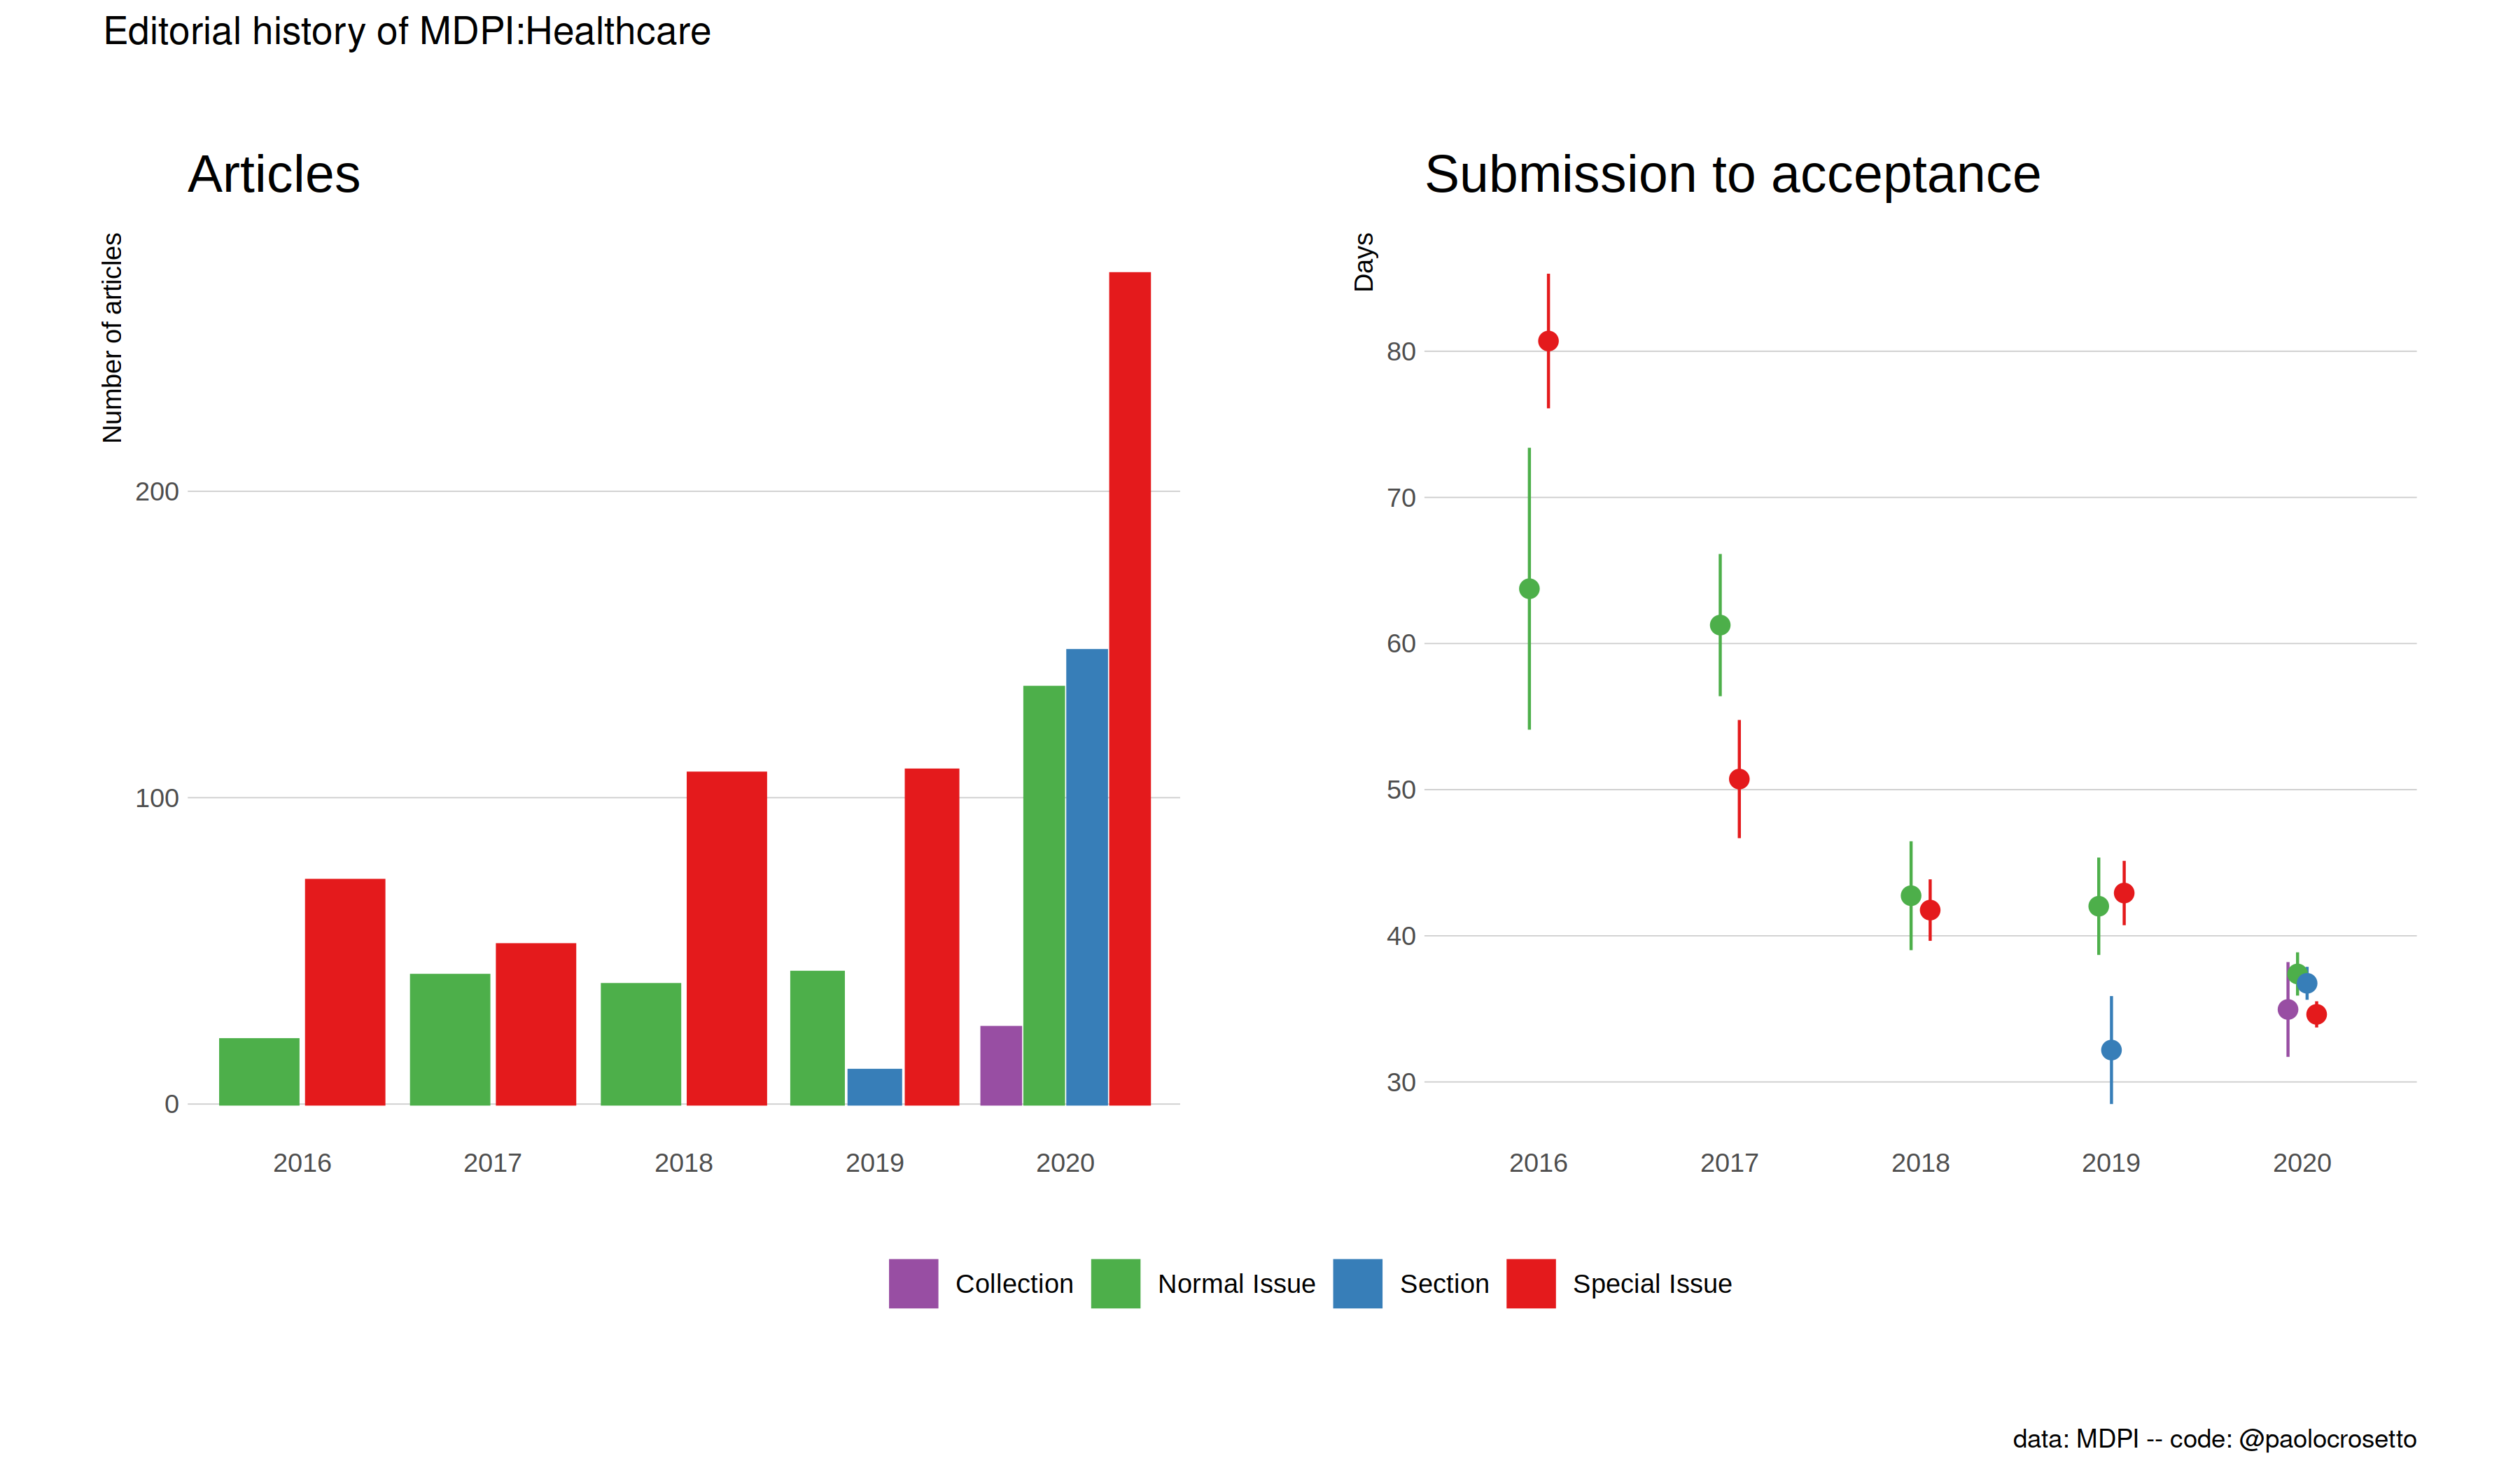 Editorial history of MDPI:Healthcare
Articles
Number of articles
200
100
0
2016 2017 2018 2019 2020
Submission to acceptance
Days
80
70
60
50
40
30
2016 2017 2018 2019 2020
Collection Normal Issue Section Special Issue
data: MDPI -- code: @paolocrosetto